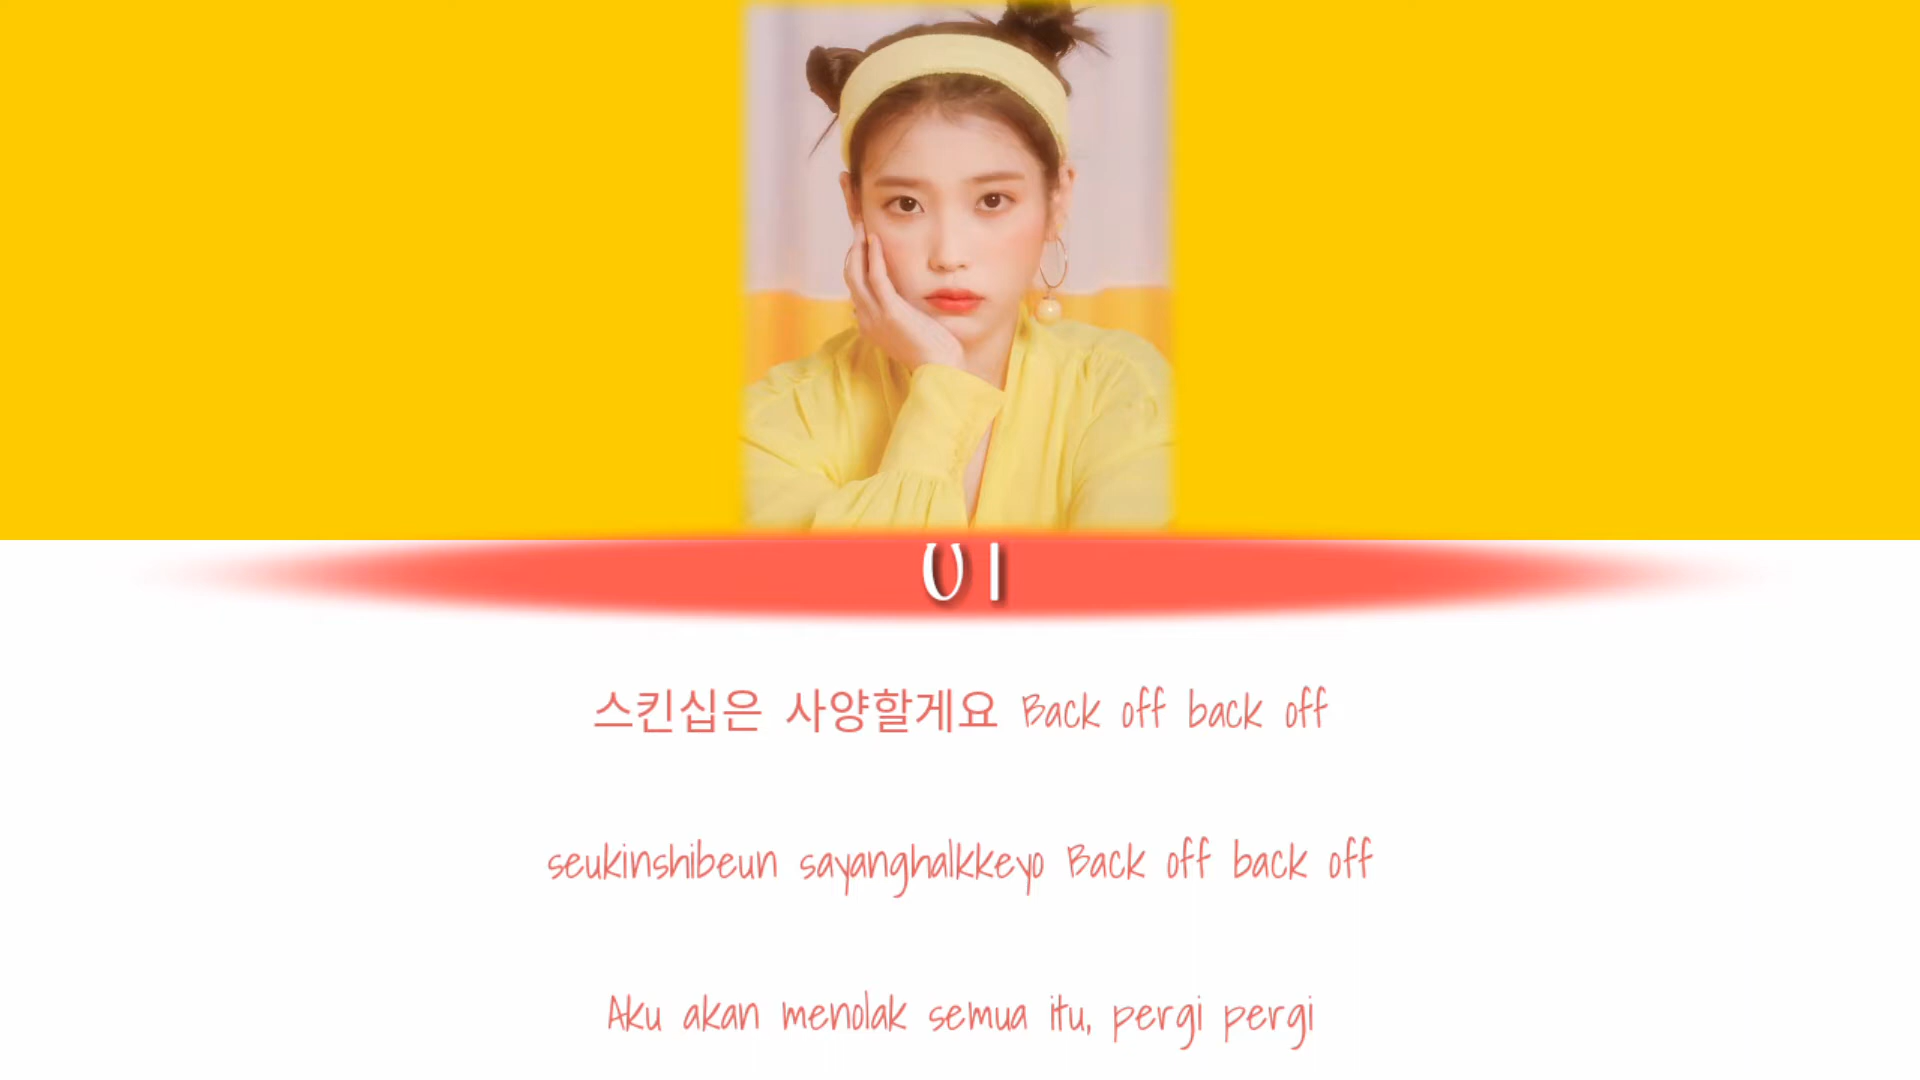 UI
스킨십은 사양할게요 Back off back off
seukinshibeun sayanghalkkeyo Back off back off
Aku akan menolak semua itu, pergi pergi